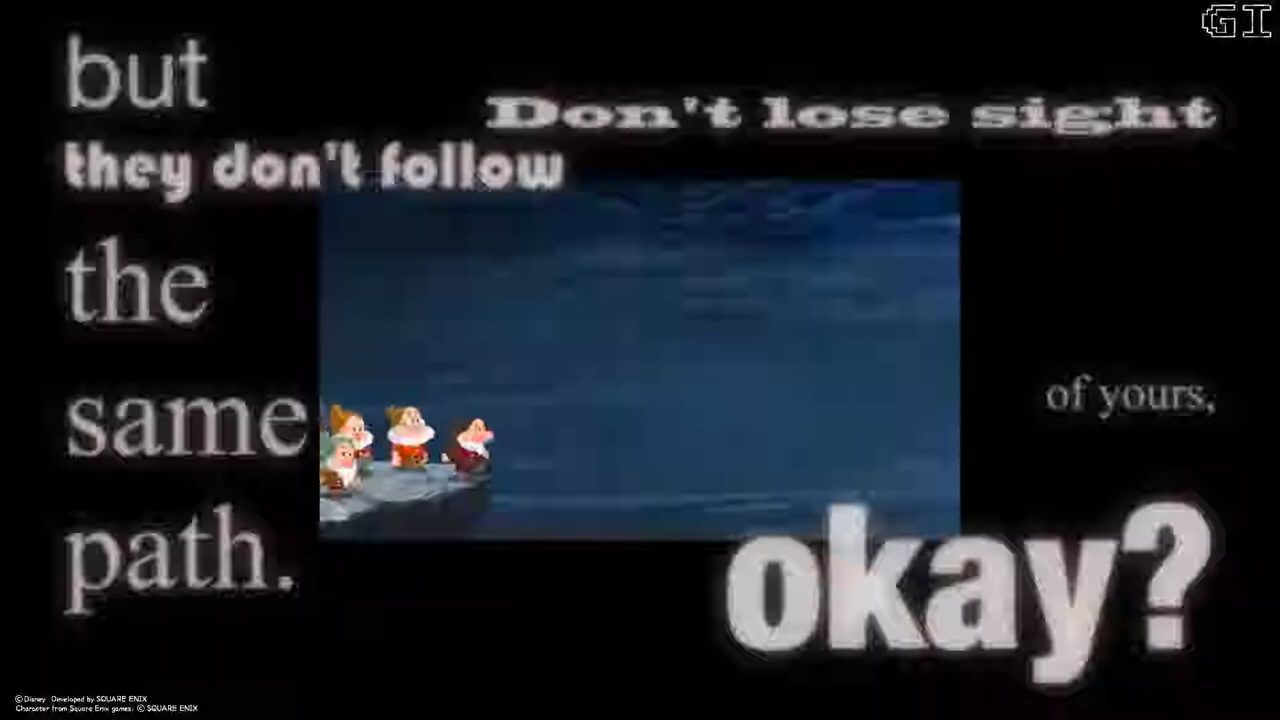 GI
but
they don't follow
the
same
path.
Don't lose sight
of yours,
okay?
©Disney. Developed by SQUARE ENIX
Character from Square Enix games: © SQUARE ENIX